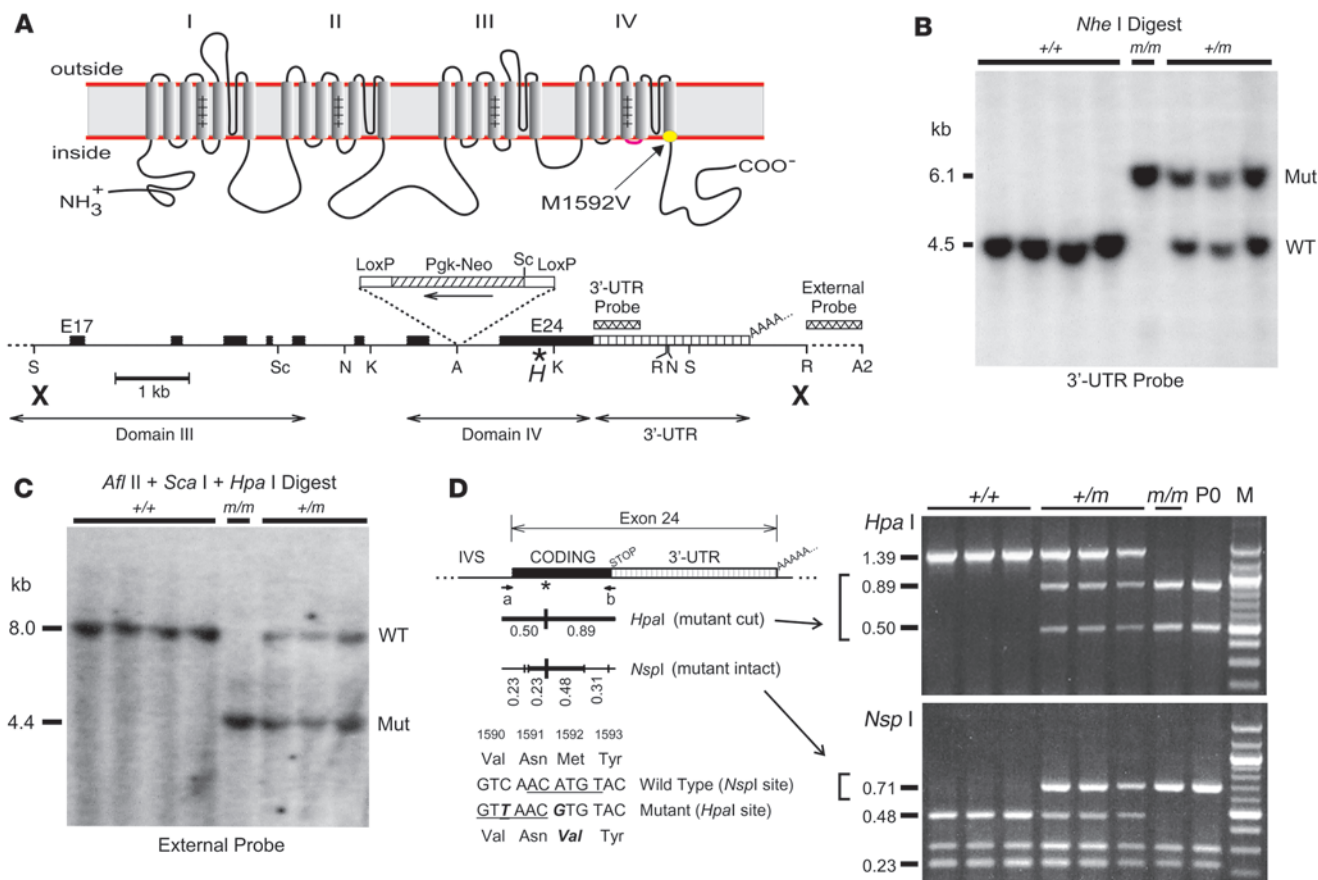 A
I II III IV
outside
inside
NH3+
COO-
M1592V
LoxP Pgk-Neo Sc LoxP
3'-UTR
Probe
External
Probe
E17
E24
AAAA...
S Sc N K A * H K R N S R A2
1 kb
X X
Domain III Domain IV 3'-UTR
B
Nhe I Digest
+/+ m/m +/m
kb
6.1 Mut
4.5 WT
3'-UTR Probe
C
Afl II + Sca I + Hpa I Digest
+/+ m/m +/m
kb
8.0 WT
4.4 Mut
External Probe
D
Exon 24
IVS CODING STOP 3'-UTR AAAAA...
*
a b
HpaI (mutant cut)
0.50 0.89
NspI (mutant intact)
0.23 0.23 0.48 0.31
1590 1591 1592 1593
Val Asn Met Tyr
GTC AAC ATG TAC Wild Type (NspI site)
GTT AAC GTG TAC Mutant (HpaI site)
Val Asn Val Tyr
+/+ +/m m/m P0 M
Hpa I
1.39
0.89
0.50
Nsp I
0.71
0.48
0.23